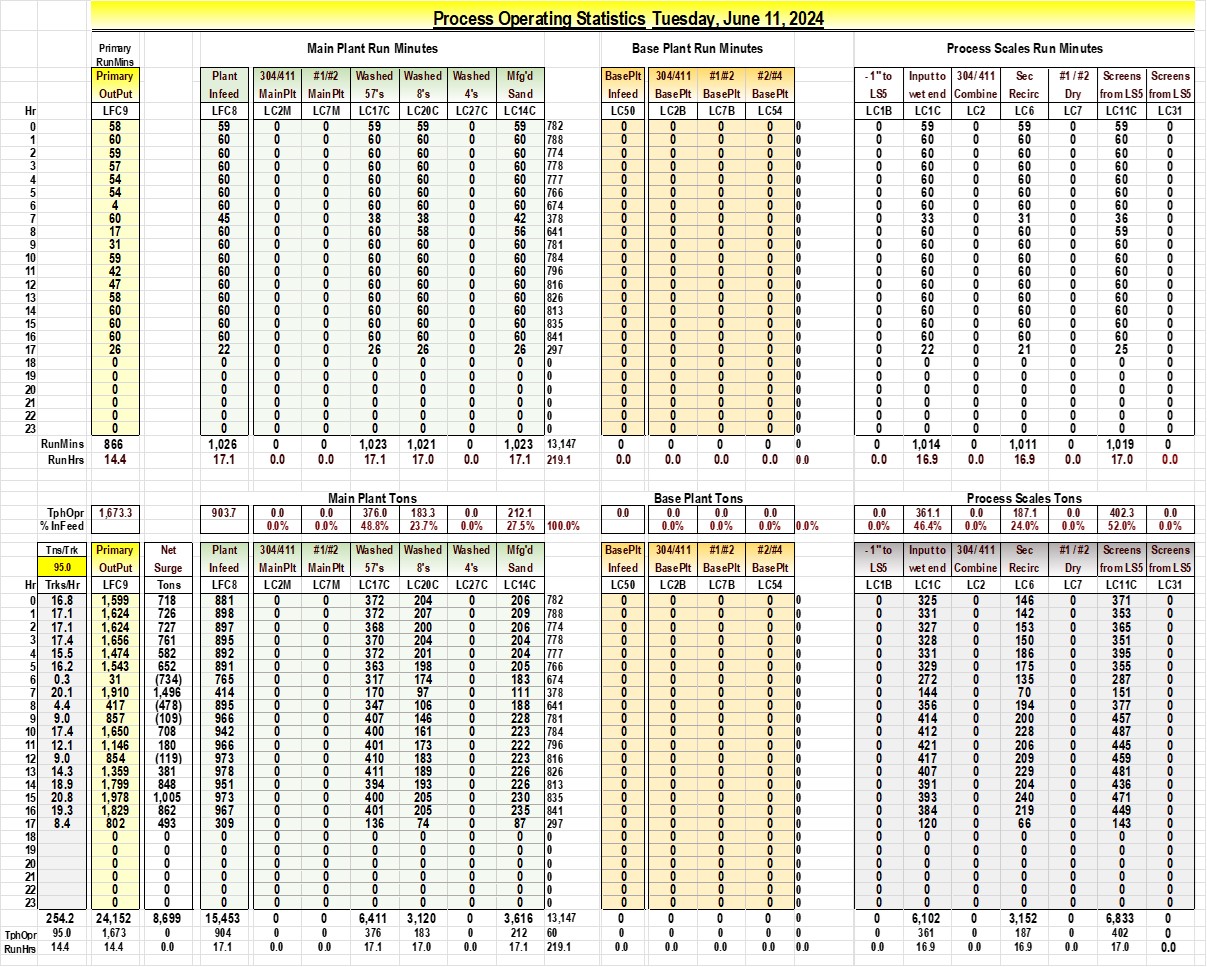 Process Operating Statistics Tuesday, June 11, 2024
Primary Main Plant Run Minutes Base Plant Run Minutes Process Scales Run Minutes
RunMins
Primary Plant 304/411 #1/#2 Washed Washed Washed Mfg'd BasePlt 304/411 #1/#2 #2/#4 - 1" to Input to 304/ 411 Sec #1 / #2 Screens Screens
OutPut Infeed MainPlt MainPlt 57's 8's 4's Sand Infeed BasePlt BasePlt BasePlt LS5 wet end Combine Recirc Dry from LS5 from LS5
Hr LFC9 LFC8 LC2M LC7M LC17C LC20C LC27C LC14C LC50 LC2B LC7B LC54 LC1B LC1C LC2 LC6 LC7 LC11C LC31
0 58 59 0 0 59 59 0 59 782 0 0 0 0 0 0 59 0 59 0 59 0
1 60 60 0 0 60 60 0 60 788 0 0 0 0 0 0 60 0 60 0 60 0
2 59 60 0 0 60 60 0 60 774 0 0 0 0 0 0 60 0 60 0 60 0
3 57 60 0 0 60 60 0 60 778 0 0 0 0 0 0 60 0 60 0 60 0
4 54 60 0 0 60 60 0 60 777 0 0 0 0 0 0 60 0 60 0 60 0
5 54 60 0 0 60 60 0 60 766 0 0 0 0 0 0 60 0 60 0 60 0
6 4 60 0 0 60 60 0 60 674 0 0 0 0 0 0 60 0 60 0 60 0
7 60 45 0 0 38 38 0 42 378 0 0 0 0 0 0 33 0 31 0 36 0
8 17 60 0 0 60 58 0 56 641 0 0 0 0 0 0 60 0 60 0 59 0
9 31 60 0 0 60 60 0 60 781 0 0 0 0 0 0 60 0 60 0 60 0
10 59 60 0 0 60 60 0 60 784 0 0 0 0 0 0 60 0 60 0 60 0
11 42 60 0 0 60 60 0 60 796 0 0 0 0 0 0 60 0 60 0 60 0
12 47 60 0 0 60 60 0 60 816 0 0 0 0 0 0 60 0 60 0 60 0
13 58 60 0 0 60 60 0 60 826 0 0 0 0 0 0 60 0 60 0 60 0
14 60 60 0 0 60 60 0 60 813 0 0 0 0 0 0 60 0 60 0 60 0
15 60 60 0 0 60 60 0 60 835 0 0 0 0 0 0 60 0 60 0 60 0
16 60 60 0 0 60 60 0 60 841 0 0 0 0 0 0 60 0 60 0 60 0
17 26 22 0 0 26 26 0 26 297 0 0 0 0 0 0 22 0 21 0 25 0
18 0 0 0 0 0 0 0 0 0 0 0 0 0 0 0 0 0 0 0 0 0
19 0 0 0 0 0 0 0 0 0 0 0 0 0 0 0 0 0 0 0 0 0
20 0 0 0 0 0 0 0 0 0 0 0 0 0 0 0 0 0 0 0 0 0
21 0 0 0 0 0 0 0 0 0 0 0 0 0 0 0 0 0 0 0 0 0
22 0 0 0 0 0 0 0 0 0 0 0 0 0 0 0 0 0 0 0 0 0
23 0 0 0 0 0 0 0 0 0 0 0 0 0 0 0 0 0 0 0 0 0
RunMins 866 1,026 0 0 1,023 1,021 0 1,023 13,147 0 0 0 0 0 0 1,014 0 1,011 0 1,019 0
RunHrs 14.4 17.1 0.0 0.0 17.1 17.0 0.0 17.1 219.1 0.0 0.0 0.0 0.0 0.0 0.0 16.9 0.0 16.9 0.0 17.0 0.0
Main Plant Tons Base Plant Tons Process Scales Tons
TphOpr 1,673.3 903.7 0.0 0.0 376.0 183.3 0.0 212.1 0.0 0.0 0.0 0.0 0.0 361.1 0.0 187.1 0.0 402.3 0.0
% InFeed 0.0% 0.0% 48.8% 23.7% 0.0% 27.5% 100.0% 0.0% 0.0% 0.0% 0.0% 0.0% 46.4% 0.0% 24.0% 0.0% 52.0% 0.0%
Tns/Trk Primary Net Plant 304/411 #1/#2 Washed Washed Washed Mfg'd BasePlt 304/411 #1/#2 #2/#4 - 1" to Input to 304/ 411 Sec #1 / #2 Screens Screens
95.0 OutPut Surge Infeed MainPlt MainPlt 57's 8's 4's Sand Infeed BasePlt BasePlt BasePlt LS5 wet end Combine Recirc Dry from LS5 from LS5
Hr Trks/Hr LFC9 Tons LFC8 LC2M LC7M LC17C LC20C LC27C LC14C LC50 LC2B LC7B LC54 LC1B LC1C LC2 LC6 LC7 LC11C LC31
0 16.8 1,599 718 881 0 0 372 204 0 206 782 0 0 0 0 0 0 325 0 146 0 371 0
1 17.1 1,624 726 898 0 0 372 207 0 209 788 0 0 0 0 0 0 331 0 142 0 353 0
2 17.1 1,624 727 897 0 0 368 200 0 206 774 0 0 0 0 0 0 327 0 153 0 365 0
3 17.4 1,656 761 895 0 0 370 204 0 204 778 0 0 0 0 0 0 328 0 150 0 351 0
4 15.5 1,474 582 892 0 0 372 201 0 204 777 0 0 0 0 0 0 331 0 186 0 395 0
5 16.2 1,543 652 891 0 0 363 198 0 205 766 0 0 0 0 0 0 329 0 175 0 355 0
6 0.3 31 (734) 765 0 0 317 174 0 183 674 0 0 0 0 0 0 272 0 135 0 287 0
7 20.1 1,910 1,496 414 0 0 170 97 0 111 378 0 0 0 0 0 0 144 0 70 0 151 0
8 4.4 417 (478) 895 0 0 347 106 0 188 641 0 0 0 0 0 0 356 0 194 0 377 0
9 9.0 857 (109) 966 0 0 407 146 0 228 781 0 0 0 0 0 0 414 0 200 0 457 0
10 17.4 1,650 708 942 0 0 400 161 0 223 784 0 0 0 0 0 0 412 0 228 0 487 0
11 12.1 1,146 180 966 0 0 401 173 0 222 796 0 0 0 0 0 0 421 0 206 0 445 0
12 9.0 854 (119) 973 0 0 410 183 0 223 816 0 0 0 0 0 0 417 0 209 0 459 0
13 14.3 1,359 381 978 0 0 411 189 0 226 826 0 0 0 0 0 0 407 0 229 0 481 0
14 18.9 1,799 848 951 0 0 394 193 0 226 813 0 0 0 0 0 0 391 0 204 0 436 0
15 20.8 1,978 1,005 973 0 0 400 205 0 230 835 0 0 0 0 0 0 393 0 240 0 471 0
16 19.3 1,829 862 967 0 0 401 205 0 235 841 0 0 0 0 0 0 384 0 219 0 449 0
17 8.4 802 493 309 0 0 136 74 0 87 297 0 0 0 0 0 0 120 0 66 0 143 0
18 0 0 0 0 0 0 0 0 0 0 0 0 0 0 0 0 0 0 0 0 0 0
19 0 0 0 0 0 0 0 0 0 0 0 0 0 0 0 0 0 0 0 0 0 0
20 0 0 0 0 0 0 0 0 0 0 0 0 0 0 0 0 0 0 0 0 0 0
21 0 0 0 0 0 0 0 0 0 0 0 0 0 0 0 0 0 0 0 0 0 0
22 0 0 0 0 0 0 0 0 0 0 0 0 0 0 0 0 0 0 0 0 0 0
23 0 0 0 0 0 0 0 0 0 0 0 0 0 0 0 0 0 0 0 0 0 0
254.2 24,152 8,699 15,453 0 0 6,411 3,120 0 3,616 13,147 0 0 0 0 0 0 6,102 0 3,152 0 6,833 0
TphOpr 95.0 1,673 0 904 0 0 376 183 0 212 60 0 0 0 0 0 0 361 0 187 0 402 0
RunHrs 14.4 14.4 0.0 17.1 0.0 0.0 17.1 17.0 0.0 17.1 219.1 0.0 0.0 0.0 0.0 0.0 0.0 16.9 0.0 16.9 0.0 17.0 0.0